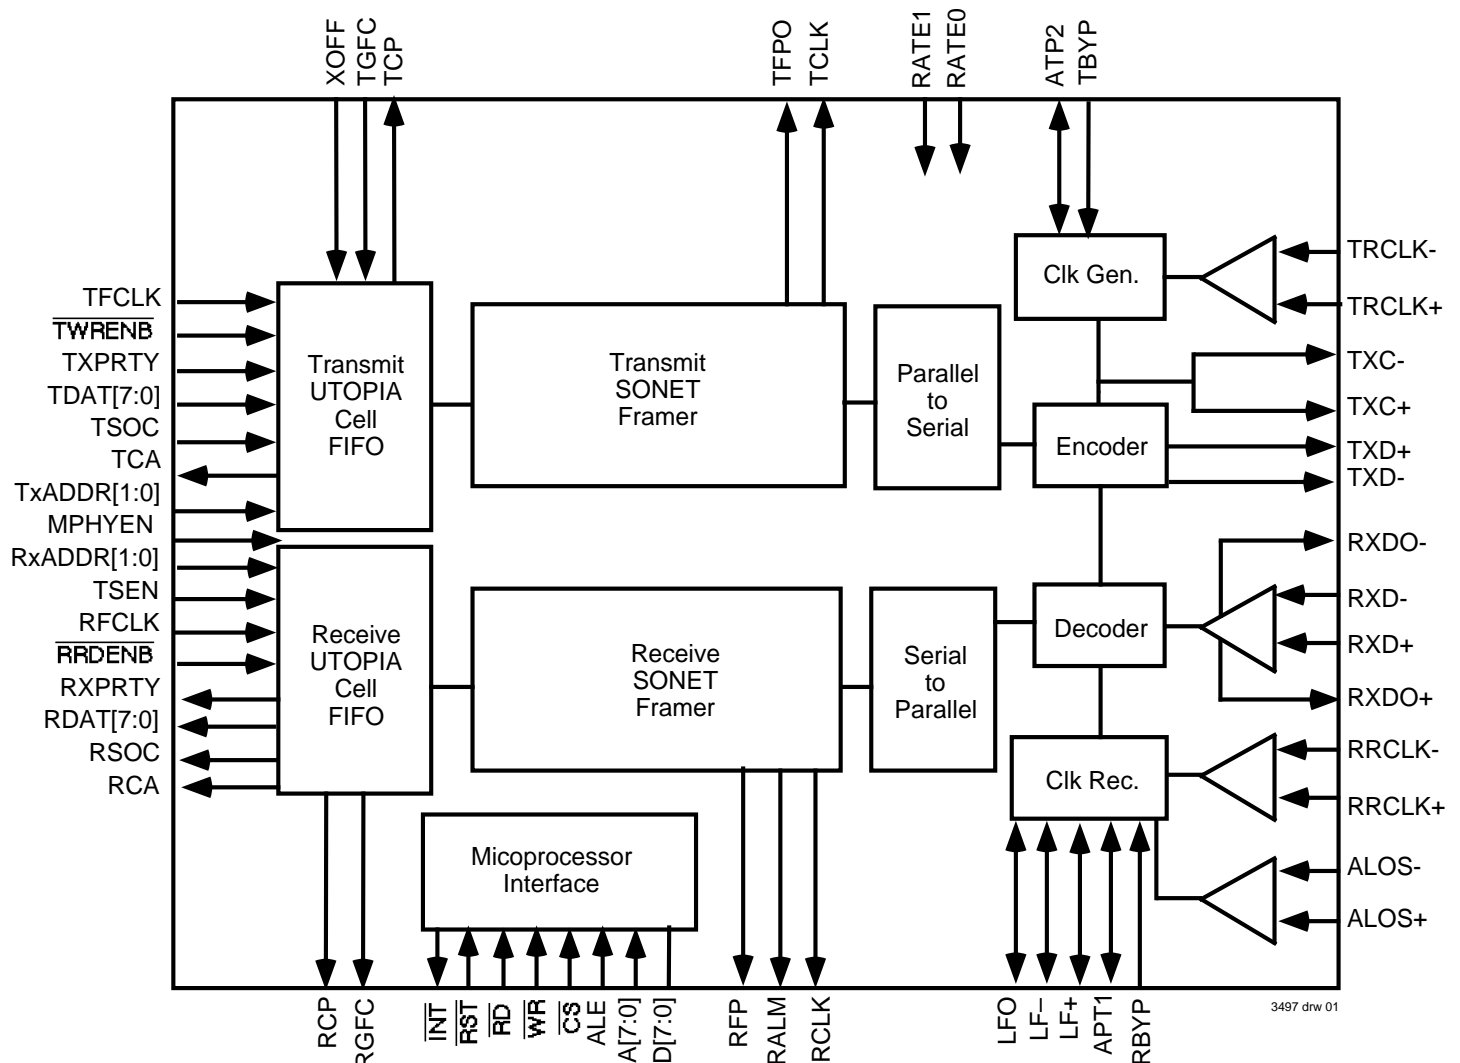 XOFF
TGFC
TCP
TFPO
TCLK
RATE1
RATE0
ATP2
TBYP
TFCLK
TWRENB
TXPRTY
TDAT[7:0]
TSOC
TCA
TxADDR[1:0]
MPHYEN
RxADDR[1:0]
TSEN
RFCLK
RRDENB
RXPRTY
RDAT[7:0]
RSOC
RCA
Transmit
UTOPIA
Cell
FIFO
Transmit
SONET
Framer
Parallel
to
Serial
Clk Gen.
Encoder
Receive
UTOPIA
Cell
FIFO
Receive
SONET
Framer
Serial
to
Parallel
Decoder
Clk Rec.
Micoprocessor
Interface
TRCLK-
TRCLK+
TXC-
TXC+
TXD+
TXD-
RXDO-
RXD-
RXD+
RXDO+
RRCLK-
RRCLK+
ALOS-
ALOS+
RCP
RGFC
INT
RST
RD
WR
CS
ALE
A[7:0]
D[7:0]
RFP
RALM
RCLK
LFO
LF–
LF+
APT1
RBYP
3497 drw 01